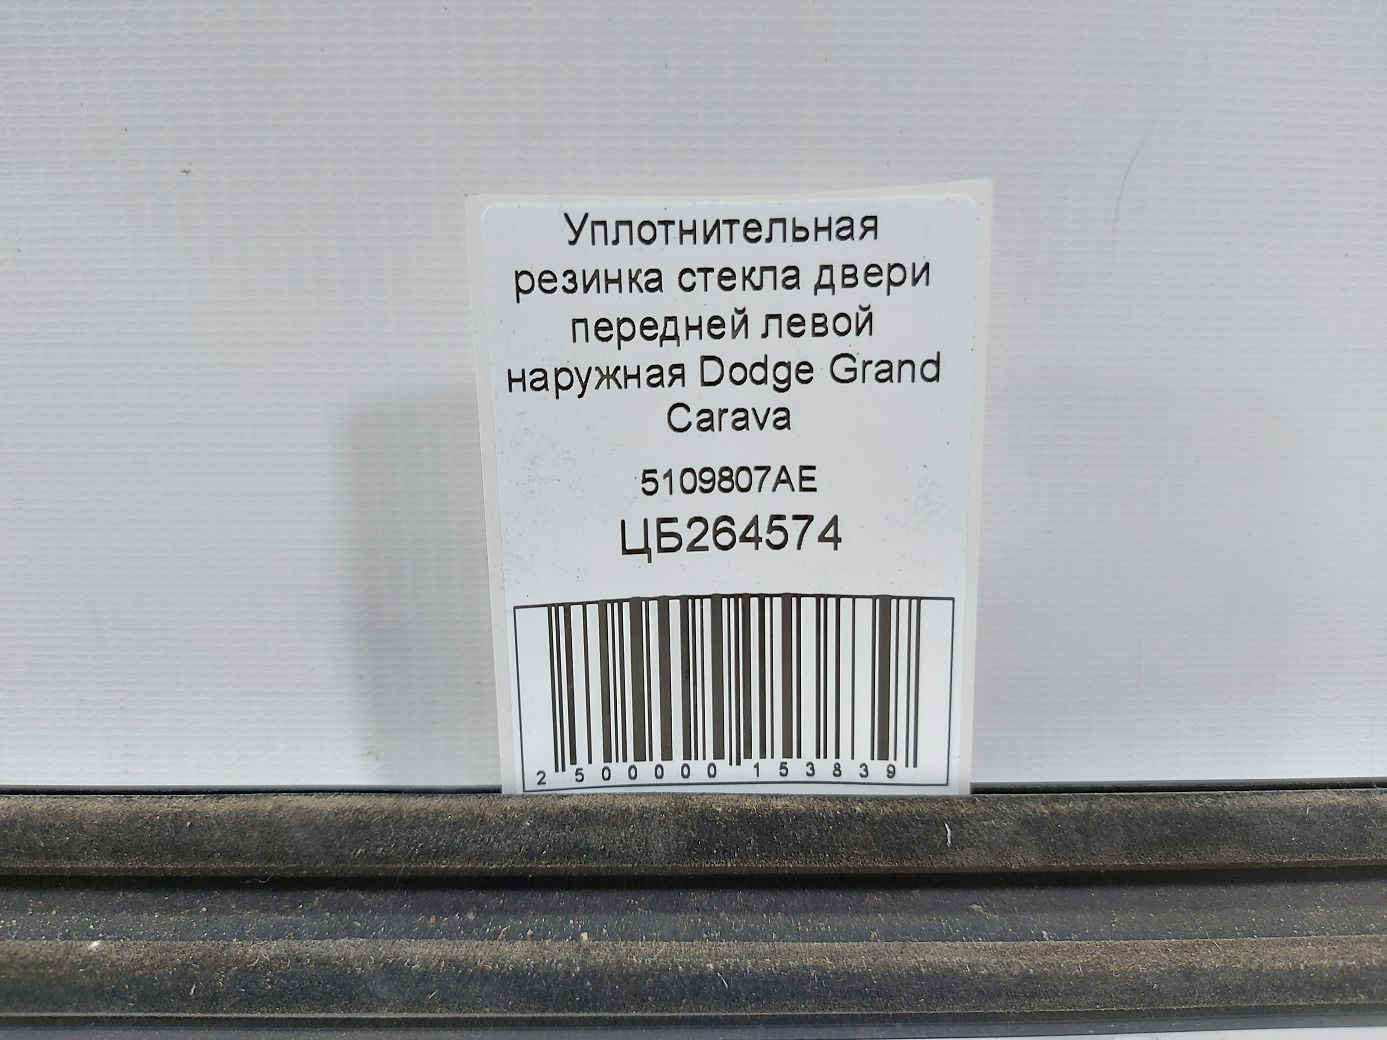 Уплотнительная
резинка стекла двери
передней левой
наружная Dodge Grand
Carava
5109807AE
ЦБ264574
2 500000 153839